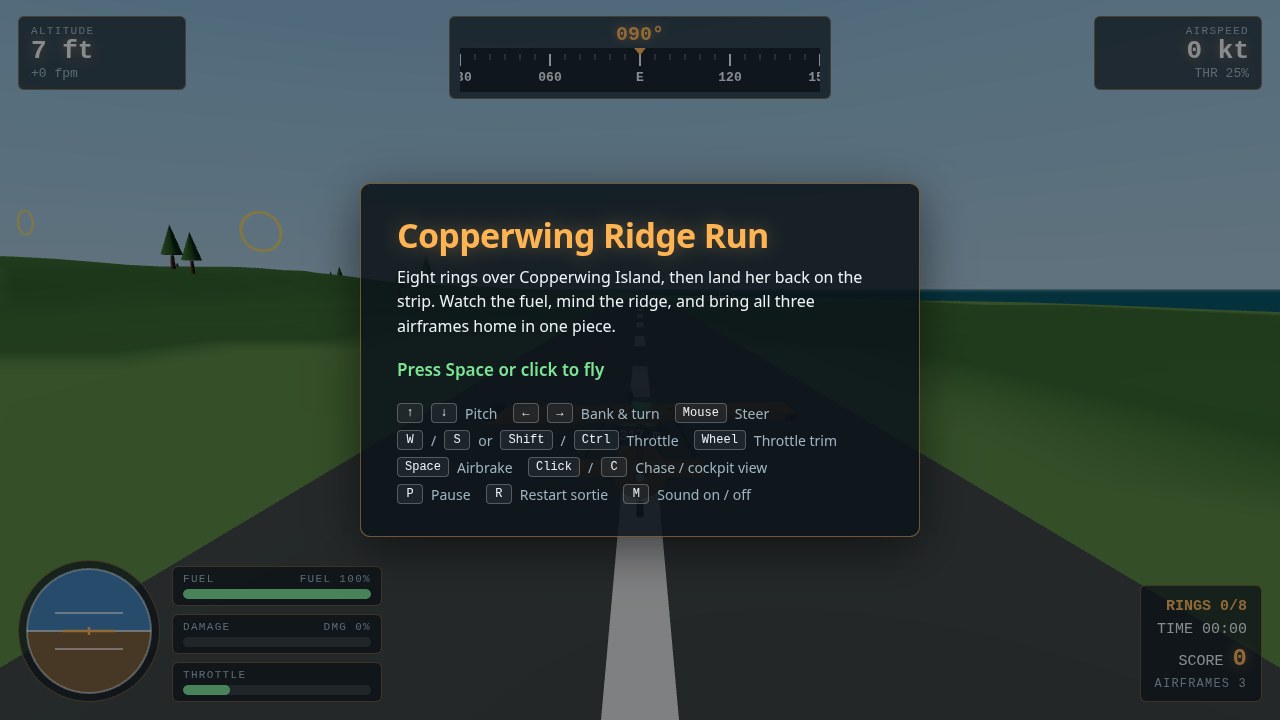 ALTITUDE
7 ft
+0 fpm
090°
060 E 120
AIRSPEED
0 kt
THR 25%
Copperwing Ridge Run
Eight rings over Copperwing Island, then land her back on the
strip. Watch the fuel, mind the ridge, and bring all three
airframes home in one piece.
Press Space or click to fly
↑ ↓ Pitch ← → Bank & turn Mouse Steer
W / S or Shift / Ctrl Throttle Wheel Throttle trim
Space Airbrake Click / C Chase / cockpit view
P Pause R Restart sortie M Sound on / off
FUEL FUEL 100%
DAMAGE DMG 0%
THROTTLE
RINGS 0/8
TIME 00:00
SCORE 0
AIRFRAMES 3